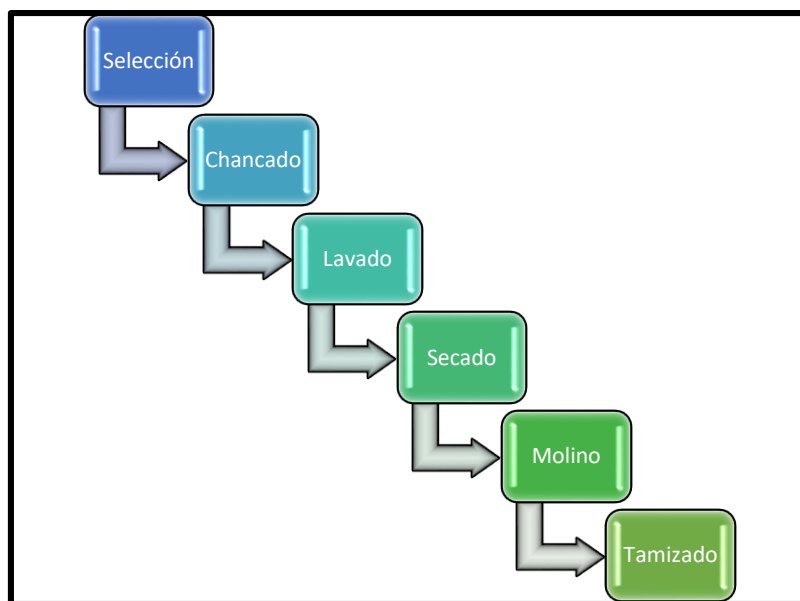 Selección
Chancado
Lavado
Secado
Molino
Tamizado